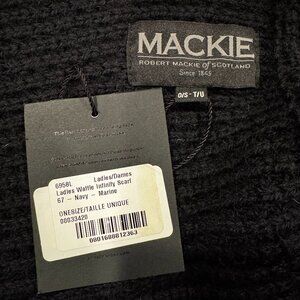 MACKIE
ROBERT MACKIE OF SCOTLAND
Since 1845
O/S - T/U
6958L Ladies/Dames
Ladies Waffle Infinity Scarf
67 - Navy - Marine
ONESIZE/TAILLE UNIQUE
00033420
0001600012363